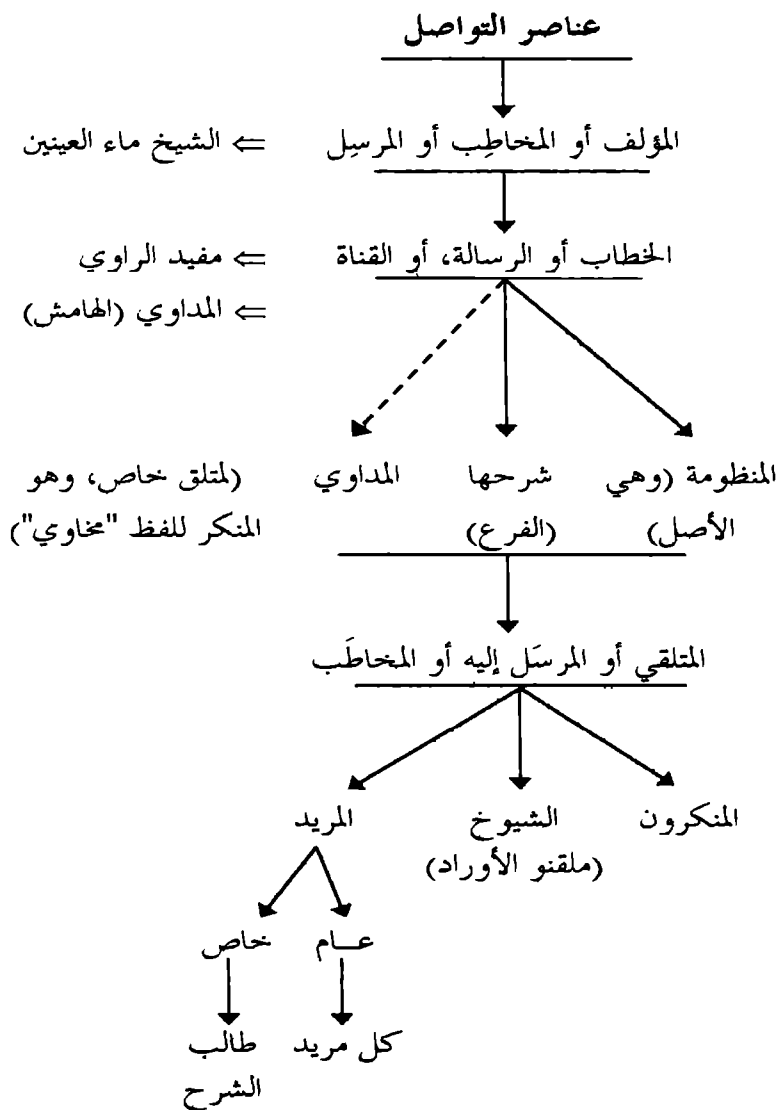 عناصر التواصل
المؤلف أو المخاطِب أو المرسِل ⇐ الشيخ ماء العينين
الخطاب أو الرسالة، أو القناة ⇐ مفيد الراوي
⇐ المداوي (الهامش)
المنظومة (وهي شرحها المداوي (لمتلق خاص، وهو
الأصل) (الفرع) المنكر للفظ "مخاوي")
المتلقي أو المرسَل إليه أو المخاطَب
المنكرون الشيوخ المريد
(ملقنو الأوراد)
عـام خاص
كل مريد طالب
الشرح